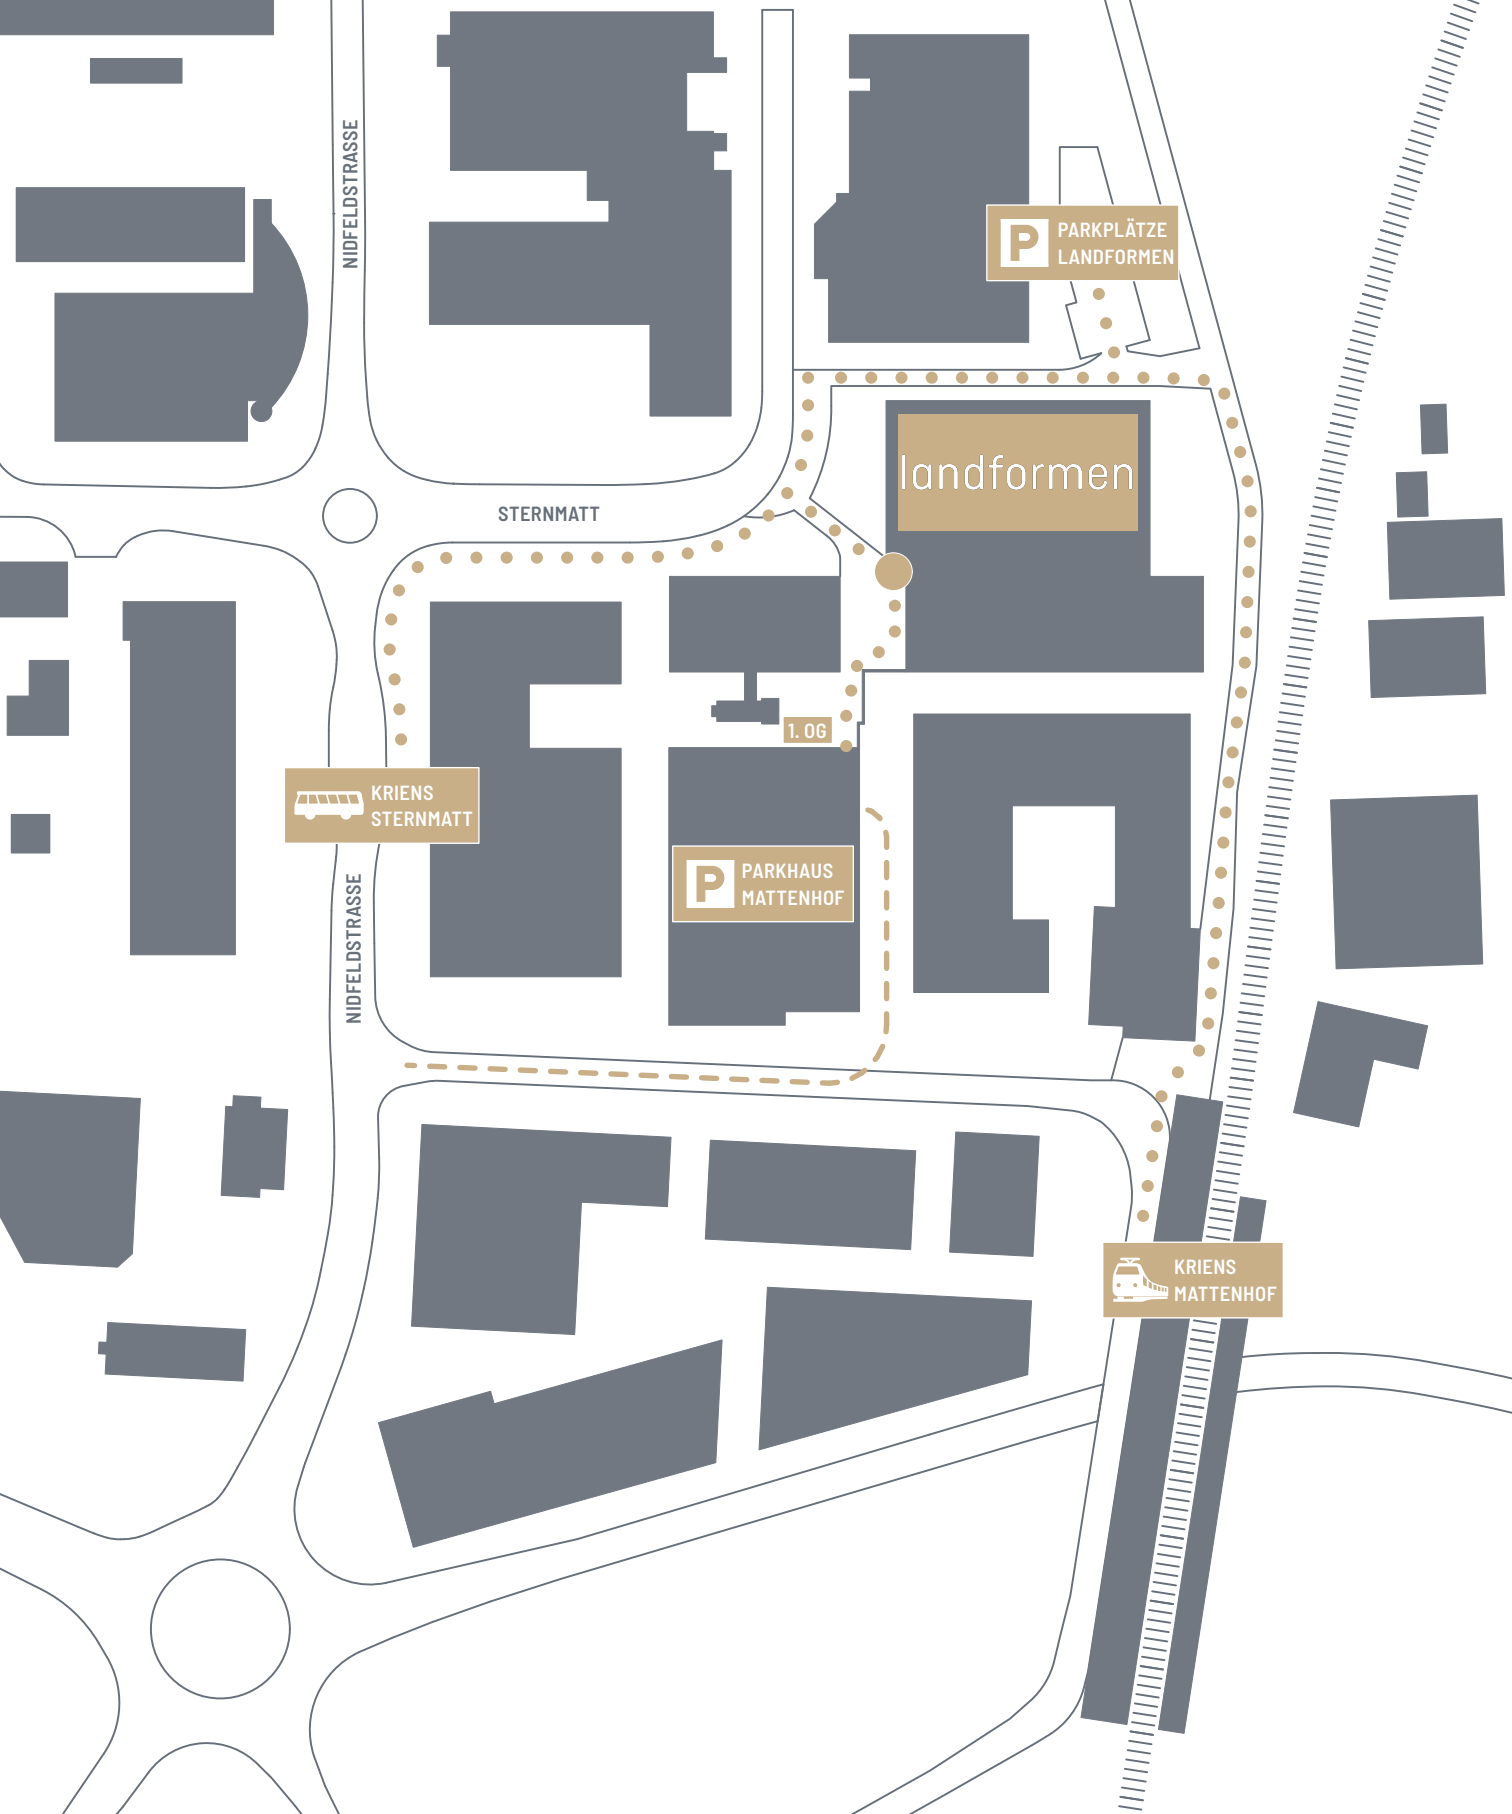 NIDFELDSTRASSE
PARKPLÄTZE
LANDFORMEN
landformen
STERNMATT
1. OG
KRIENS
STERNMATT
PARKHAUS
MATTENHOF
NIDFELDSTRASSE
KRIENS
MATTENHOF